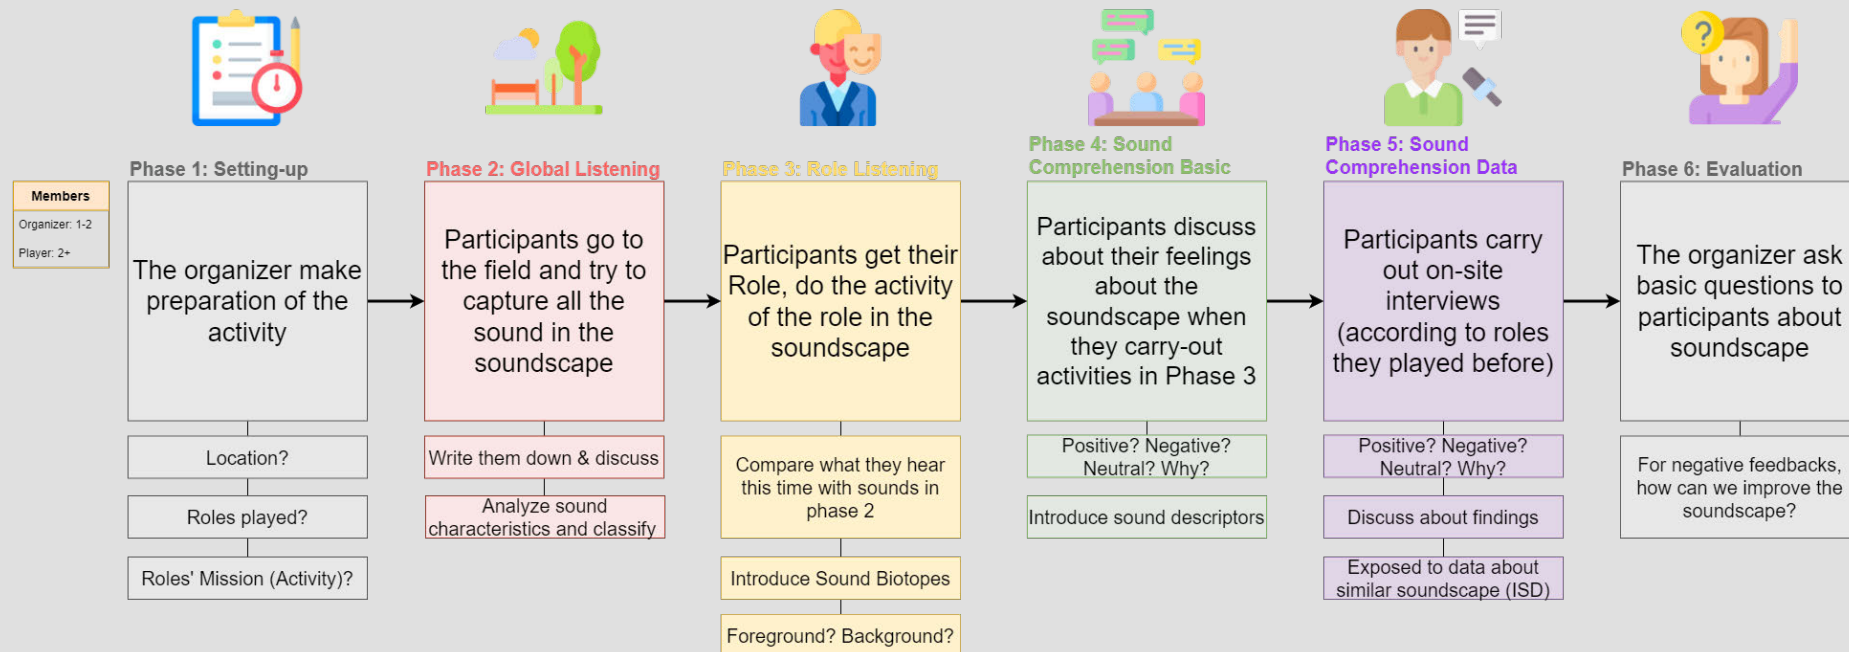 Members
Organizer: 1-2
Player: 2+
Phase 1: Setting-up
The organizer make
preparation of the
activity
Location?
Roles played?
Roles' Mission (Activity)?
Phase 2: Global Listening
Participants go to
the field and try to
capture all the
sound in the
soundscape
Write them down & discuss
Analyze sound
characteristics and classify
Phase 3: Role Listening
Participants get their
Role, do the activity
of the role in the
soundscape
Compare what they hear
this time with sounds in
phase 2
Introduce Sound Biotopes
Foreground? Background?
Phase 4: Sound
Comprehension Basic
Participants discuss
about their feelings
about the
soundscape when
they carry-out
activities in Phase 3
Positive? Negative?
Neutral? Why?
Introduce sound descriptors
Phase 5: Sound
Comprehension Data
Participants carry
out on-site
interviews
(according to roles
they played before)
Positive? Negative?
Neutral? Why?
Discuss about findings
Exposed to data about
similar soundscape (ISD)
?
Phase 6: Evaluation
The organizer ask
basic questions to
participants about
soundscape
For negative feedbacks,
how can we improve the
soundscape?